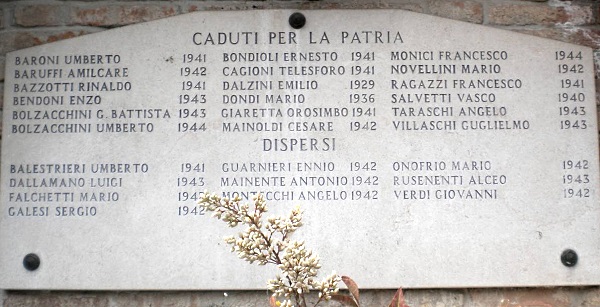 CADUTI PER LA PATRIA
BARONI UMBERTO 1941 BONDIOLI ERNESTO 1941 MONICI FRANCESCO 1944
BARUFFI AMILCARE 1942 CAGIONI TELESFORO 1941 NOVELLINI MARIO 1942
BAZZOTTI RINALDO 1941 DALZINI EMILIO 1929 RAGAZZI FRANCESCO 1941
BENDONI ENZO 1943 DONDI MARIO 1936 SALVETTI VASCO 1940
BOLZACCHINI G. BATTISTA 1943 GIARETTA OROSIMBO 1941 TARASCHI ANGELO 1943
BOLZACCHINI UMBERTO 1944 MAINOLDI CESARE 1942 VILLASCHI GUGLIELMO 1943
DISPERSI
BALESTRIERI UMBERTO 1941 GUARNIERI ENNIO 1942 ONOFRIO MARIO 1942
DALLAMANO LUIGI 1943 MAINENTE ANTONIO 1942 RUSENENTI ALCEO 1943
FALCHETTI MARIO 1942 MONTECCHI ANGELO 1942 VERDI GIOVANNI 1942
GALESI SERGIO 1942